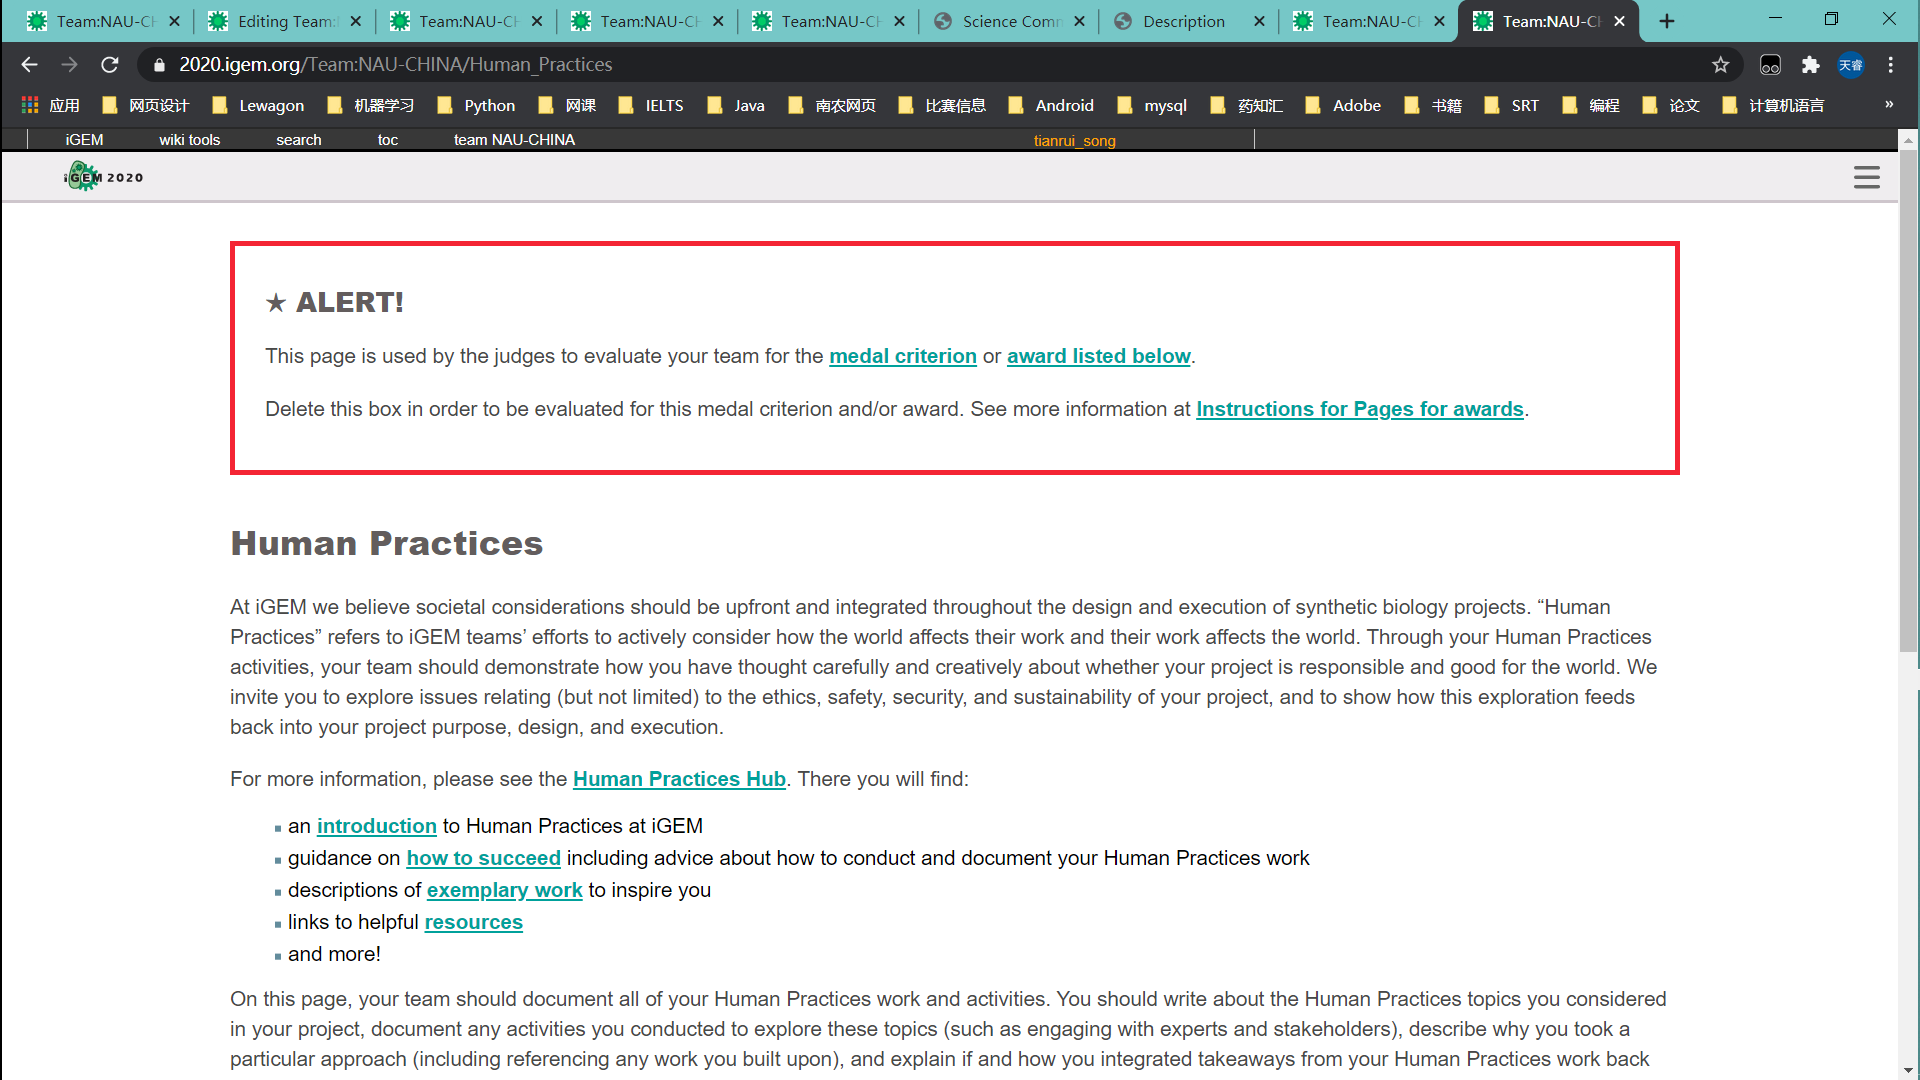 Team:NAU-CH
Editing Team:N
Team:NAU-CH
Team:NAU-CH
Team:NAU-CH
Science Comm
Description
Team:NAU-CH
Team:NAU-CH
2020.igem.org/Team:NAU-CHINA/Human_Practices
天睿
应用 网页设计 Lewagon 机器学习 Python 网课 IELTS Java 南农网页 比赛信息 Android mysql 药知汇 Adobe 书籍 SRT 编程 论文 计算机语言 »
iGEM wiki tools search toc team NAU-CHINA tianrui_song
iGEM 2020
★ ALERT!
This page is used by the judges to evaluate your team for the medal criterion or award listed below.
Delete this box in order to be evaluated for this medal criterion and/or award. See more information at Instructions for Pages for awards.
Human Practices
At iGEM we believe societal considerations should be upfront and integrated throughout the design and execution of synthetic biology projects. “Human
Practices” refers to iGEM teams’ efforts to actively consider how the world affects their work and their work affects the world. Through your Human Practices
activities, your team should demonstrate how you have thought carefully and creatively about whether your project is responsible and good for the world. We
invite you to explore issues relating (but not limited) to the ethics, safety, security, and sustainability of your project, and to show how this exploration feeds
back into your project purpose, design, and execution.
For more information, please see the Human Practices Hub. There you will find:
an introduction to Human Practices at iGEM
guidance on how to succeed including advice about how to conduct and document your Human Practices work
descriptions of exemplary work to inspire you
links to helpful resources
and more!
On this page, your team should document all of your Human Practices work and activities. You should write about the Human Practices topics you considered
in your project, document any activities you conducted to explore these topics (such as engaging with experts and stakeholders), describe why you took a
particular approach (including referencing any work you built upon), and explain if and how you integrated takeaways from your Human Practices work back